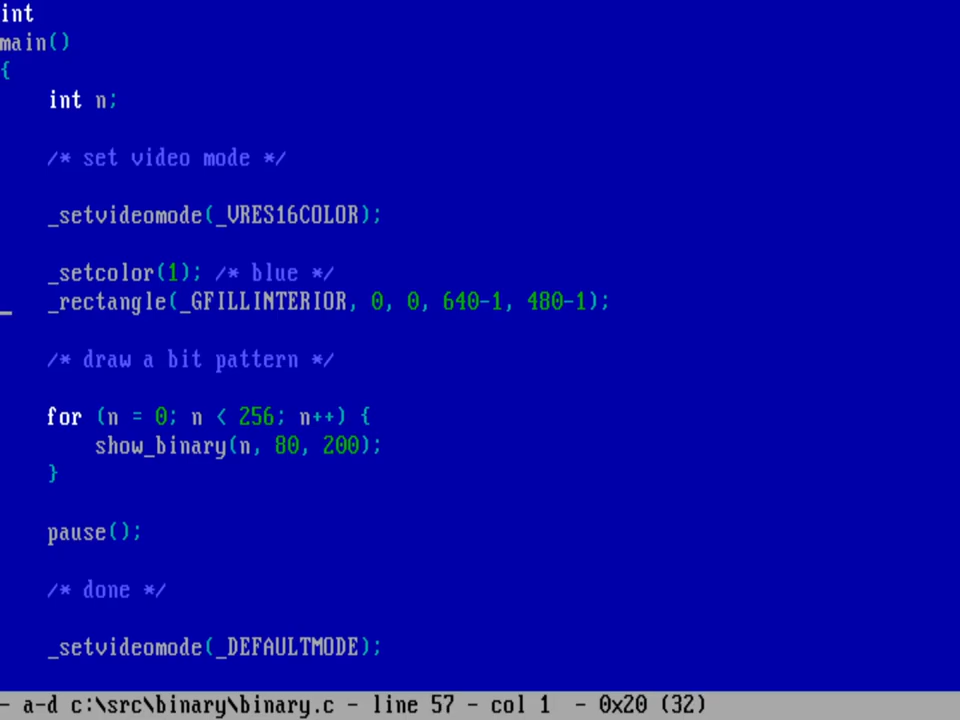 int
main()
{
    int n;
    /* set video mode */
    _setvideomode(_VRES16COLOR);
    _setcolor(1); /* blue */
    _rectangle(_GFILLINTERIOR, 0, 0, 640-1, 480-1);
    /* draw a bit pattern */
    for (n = 0; n < 256; n++) {
        show_binary(n, 80, 200);
    }
    pause();
    /* done */
    _setvideomode(_DEFAULTMODE);
- a-d c:\src\binary\binary.c - line 57 - col 1  - 0x20 (32)